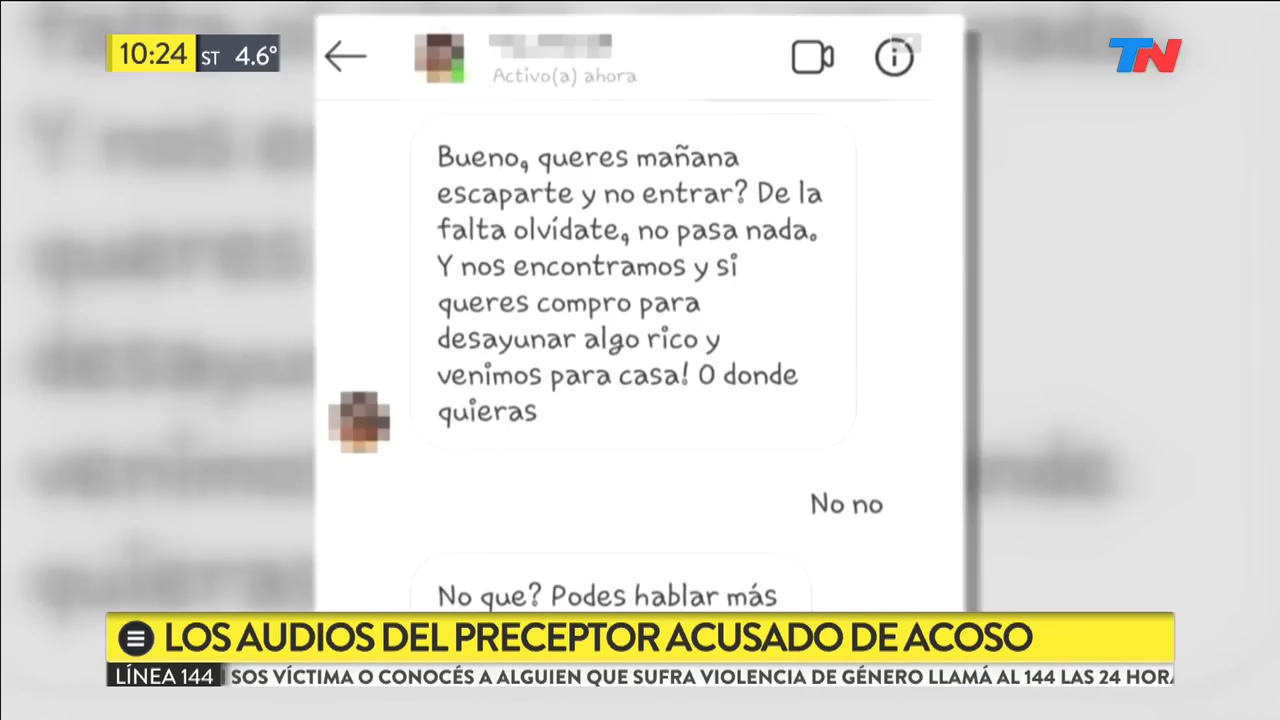 10:24 ST 4.6°
TN
Activo(a) ahora
Bueno, queres mañana
escaparte y no entrar? De la
falta olvídate, no pasa nada.
Y nos encontramos y si
queres compro para
desayunar algo rico y
venimos para casa! O donde
quieras
No no
No que? Podes hablar más
LOS AUDIOS DEL PRECEPTOR ACUSADO DE ACOSO
LÍNEA 144 SOS VÍCTIMA O CONOCÉS A ALGUIEN QUE SUFRA VIOLENCIA DE GÉNERO LLAMÁ AL 144 LAS 24 HORA